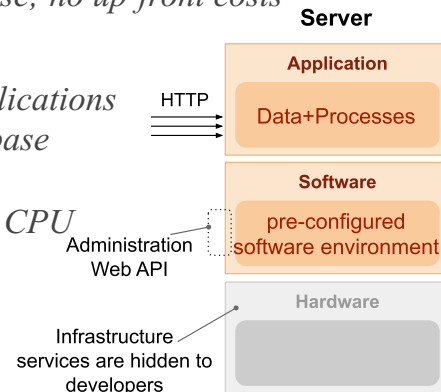 se, no up front costs
Server
Application
HTTP
Data+Processes
lications
base
Software
CPU
pre-configured
software environment
Administration
Web API
Hardware
Infrastructure
services are hidden to
developers